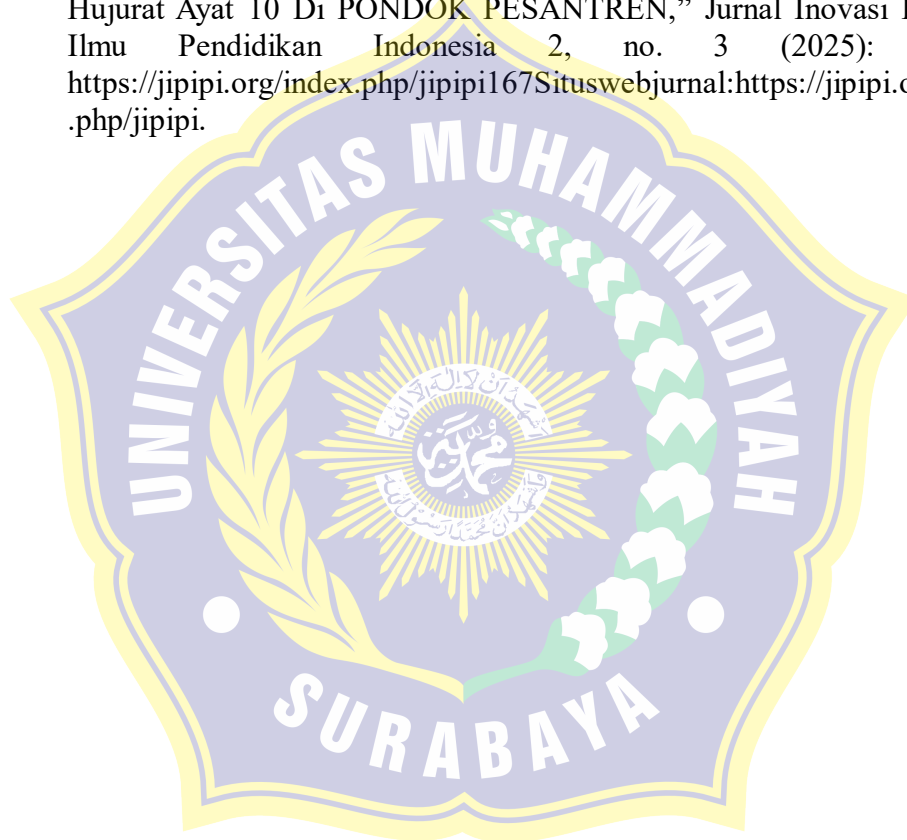 Hujurat Ayat 10 Di PONDOK PESANTREN,” Jurnal Inovasi
Ilmu Pendidikan Indonesia 2, no. 3 (2025):
https://jipipi.org/index.php/jipipi167Situswebjurnal:https://jipipi.o
.php/jipipi.
UNIVERSITAS MUHAMMADIYAH
محمدية
SURABAYA